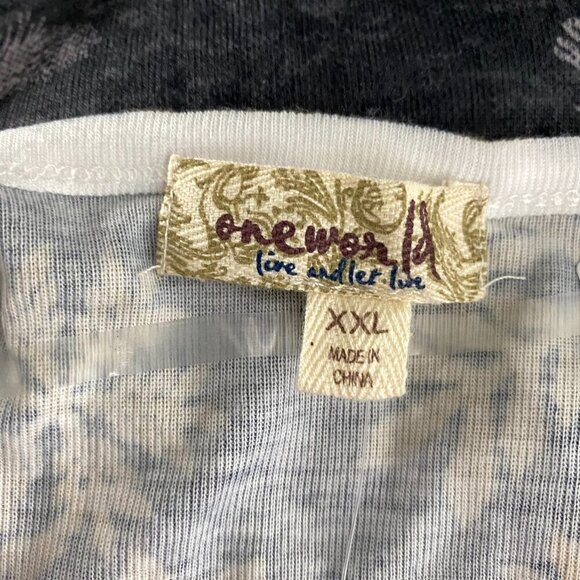 oneworld
live and let live
XXL
MADE IN
CHINA